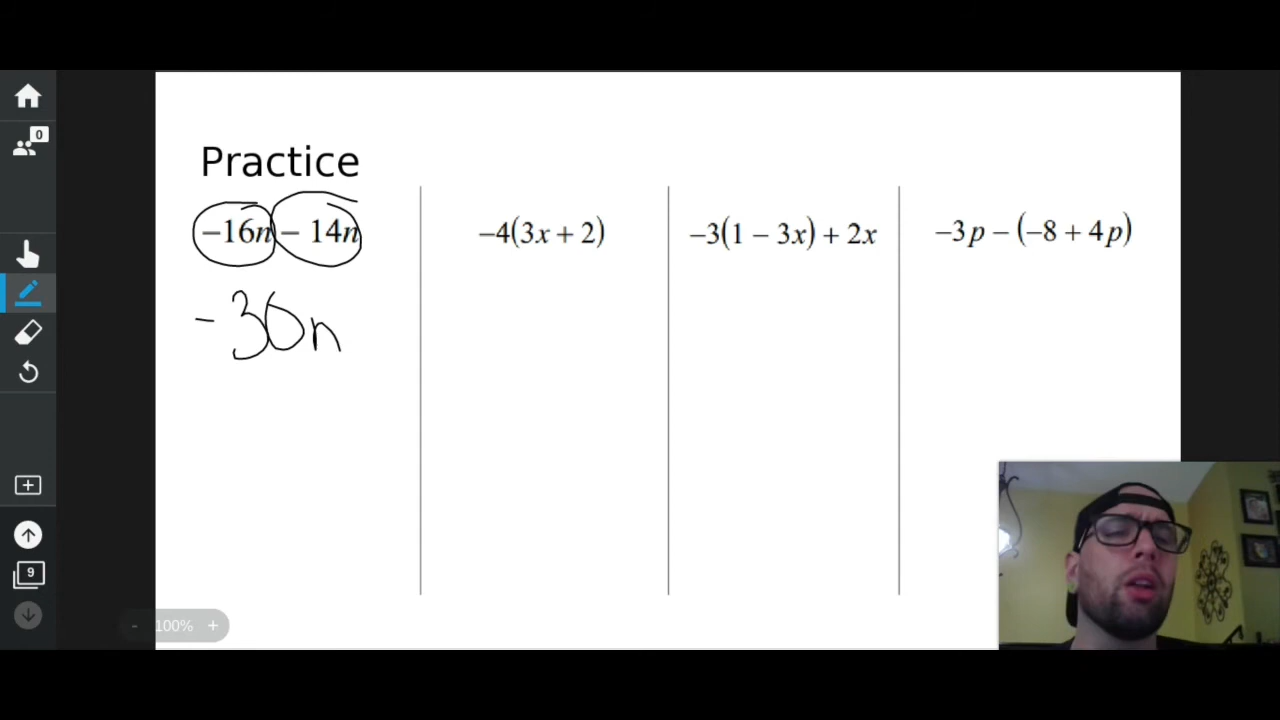 0
Practice
−16n − 14n
−4(3x + 2)
−3(1 − 3x) + 2x
−3p − (−8 + 4p)
-30n
9
- 100% +